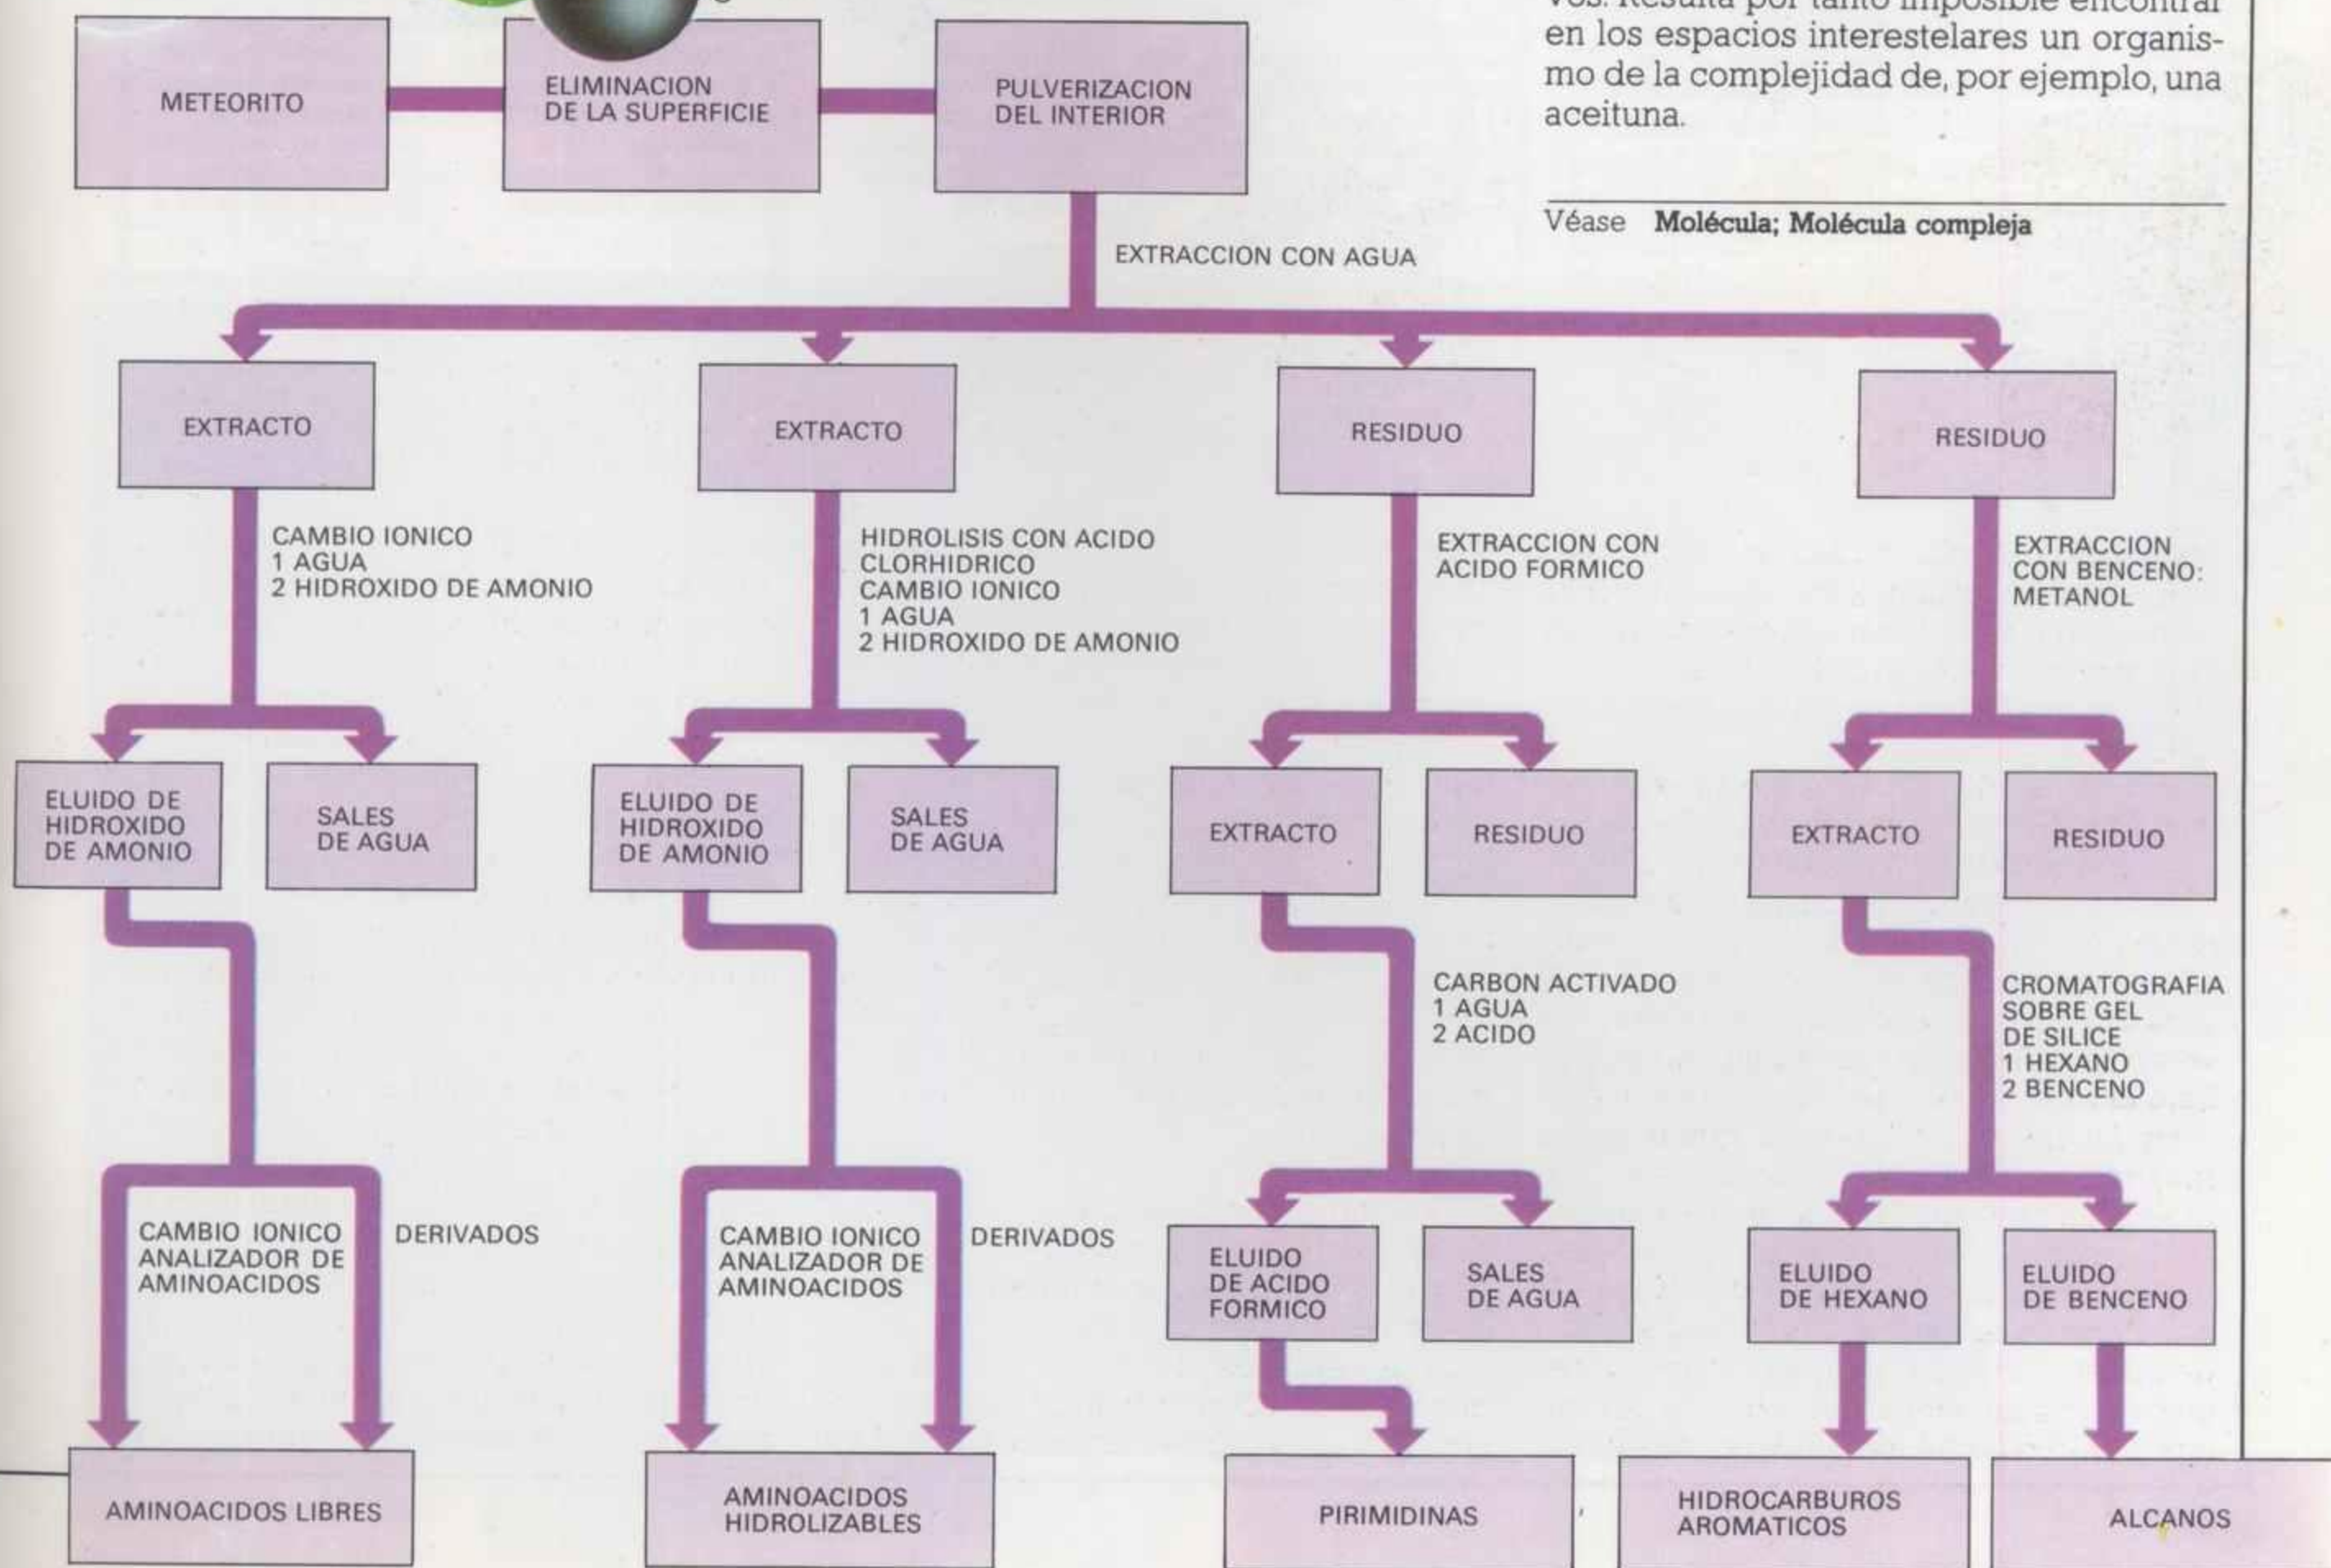 vos. Resulta por tanto imposible encontrar
en los espacios interestelares un organis-
mo de la complejidad de, por ejemplo, una
aceituna.
Véase Molécula; Molécula compleja
METEORITO
ELIMINACION
DE LA SUPERFICIE
PULVERIZACION
DEL INTERIOR
EXTRACCION CON AGUA
EXTRACTO
EXTRACTO
RESIDUO
RESIDUO
CAMBIO IONICO
1 AGUA
2 HIDROXIDO DE AMONIO
HIDROLISIS CON ACIDO
CLORHIDRICO
CAMBIO IONICO
1 AGUA
2 HIDROXIDO DE AMONIO
EXTRACCION CON
ACIDO FORMICO
EXTRACCION
CON BENCENO:
METANOL
ELUIDO DE
HIDROXIDO
DE AMONIO
SALES
DE AGUA
ELUIDO DE
HIDROXIDO
DE AMONIO
SALES
DE AGUA
EXTRACTO
RESIDUO
EXTRACTO
RESIDUO
CARBON ACTIVADO
1 AGUA
2 ACIDO
CROMATOGRAFIA
SOBRE GEL
DE SILICE
1 HEXANO
2 BENCENO
CAMBIO IONICO
ANALIZADOR DE
AMINOACIDOS
DERIVADOS
CAMBIO IONICO
ANALIZADOR DE
AMINOACIDOS
DERIVADOS
ELUIDO
DE ACIDO
FORMICO
SALES
DE AGUA
ELUIDO
DE HEXANO
ELUIDO
DE BENCENO
AMINOACIDOS LIBRES
AMINOACIDOS
HIDROLIZABLES
PIRIMIDINAS
HIDROCARBUROS
AROMATICOS
ALCANOS